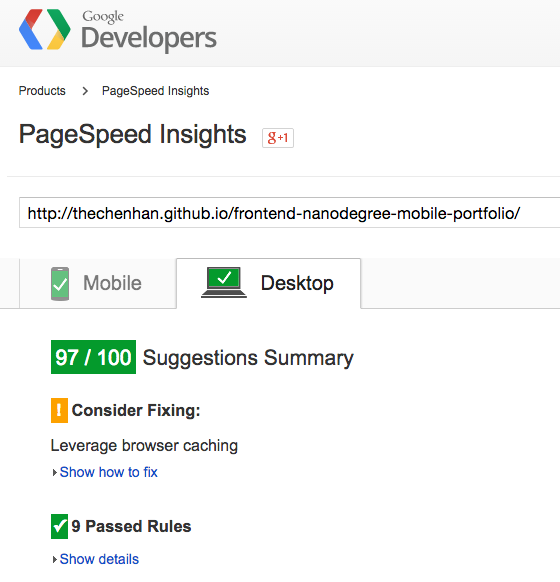 Google
Developers
Products > PageSpeed Insights
PageSpeed Insights g+1
http://thechenhan.github.io/frontend-nanodegree-mobile-portfolio/
Mobile Desktop
97 / 100 Suggestions Summary
! Consider Fixing:
Leverage browser caching
Show how to fix
9 Passed Rules
Show details